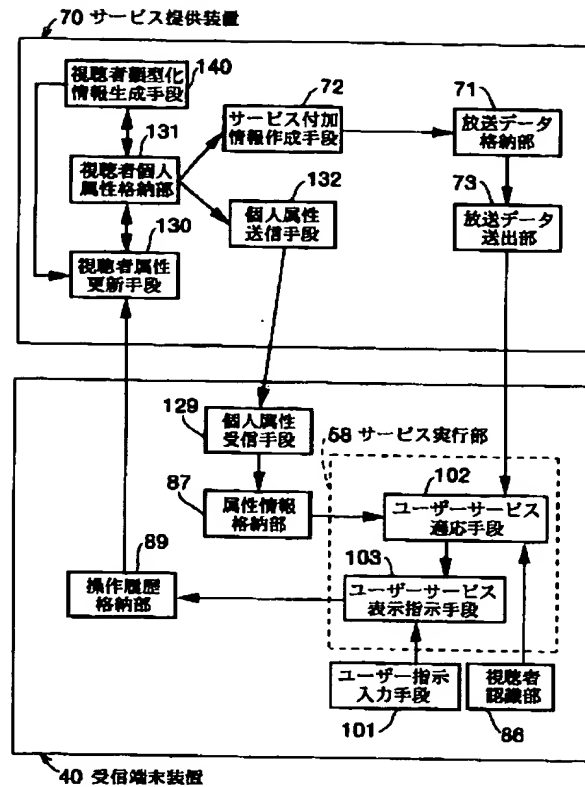 70 サービス提供装置
視聴者類型化
情報生成手段
140
72
サービス付加
情報作成手段
71
放送データ
格納部
131
視聴者個人
属性格納部
132
個人属性
送信手段
73
放送データ
送出部
130
視聴者属性
更新手段
129
個人属性
受信手段
58 サービス実行部
87
属性情報
格納部
102
ユーザーサービス
適応手段
89
操作履歴
格納部
103
ユーザーサービス
表示指示手段
ユーザー指示
入力手段
101
視聴者
認識部
86
40 受信端末装置